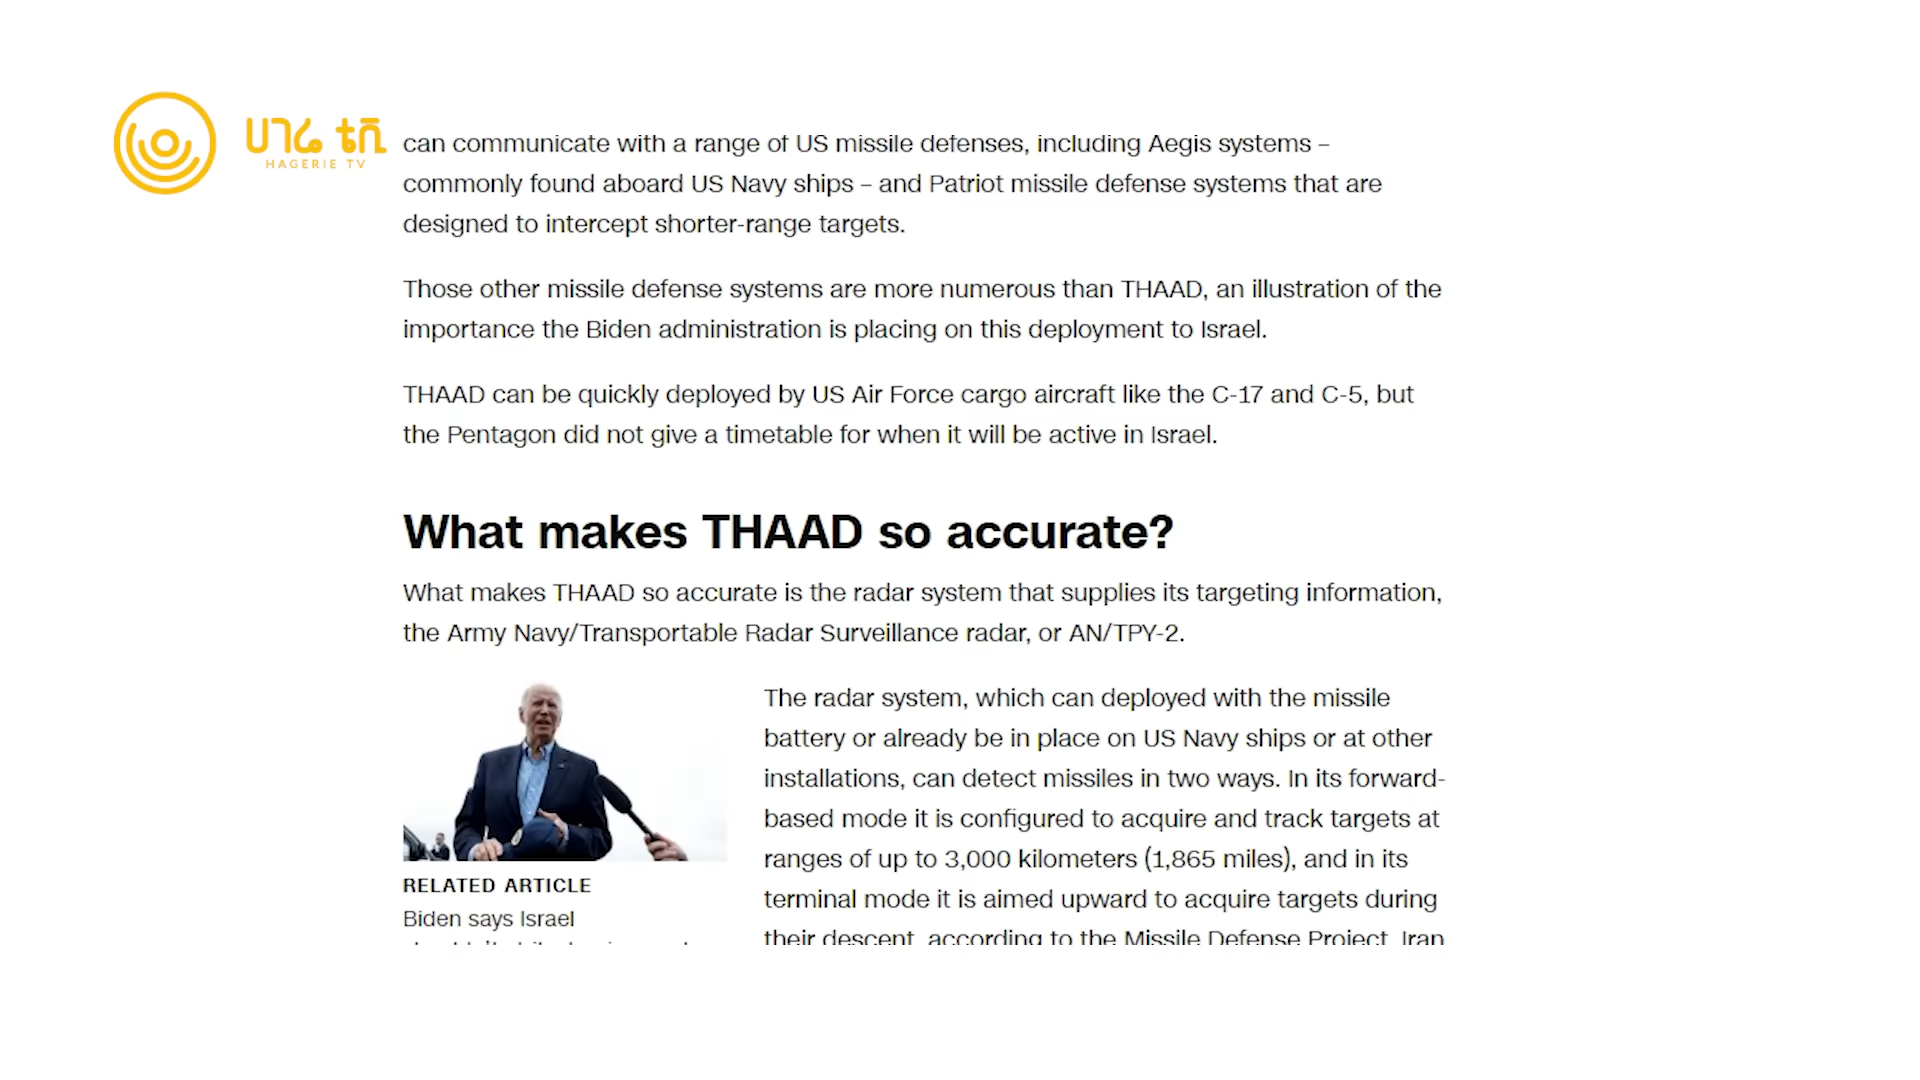 ሀገሬ ቲቪ
HAGERIE TV
can communicate with a range of US missile defenses, including Aegis systems –
commonly found aboard US Navy ships – and Patriot missile defense systems that are
designed to intercept shorter-range targets.
Those other missile defense systems are more numerous than THAAD, an illustration of the
importance the Biden administration is placing on this deployment to Israel.
THAAD can be quickly deployed by US Air Force cargo aircraft like the C-17 and C-5, but
the Pentagon did not give a timetable for when it will be active in Israel.
What makes THAAD so accurate?
What makes THAAD so accurate is the radar system that supplies its targeting information,
the Army Navy/Transportable Radar Surveillance radar, or AN/TPY-2.
The radar system, which can deployed with the missile
battery or already be in place on US Navy ships or at other
installations, can detect missiles in two ways. In its forward-
based mode it is configured to acquire and track targets at
ranges of up to 3,000 kilometers (1,865 miles), and in its
terminal mode it is aimed upward to acquire targets during
their descent, according to the Missile Defense Project. Iran
RELATED ARTICLE
Biden says Israel